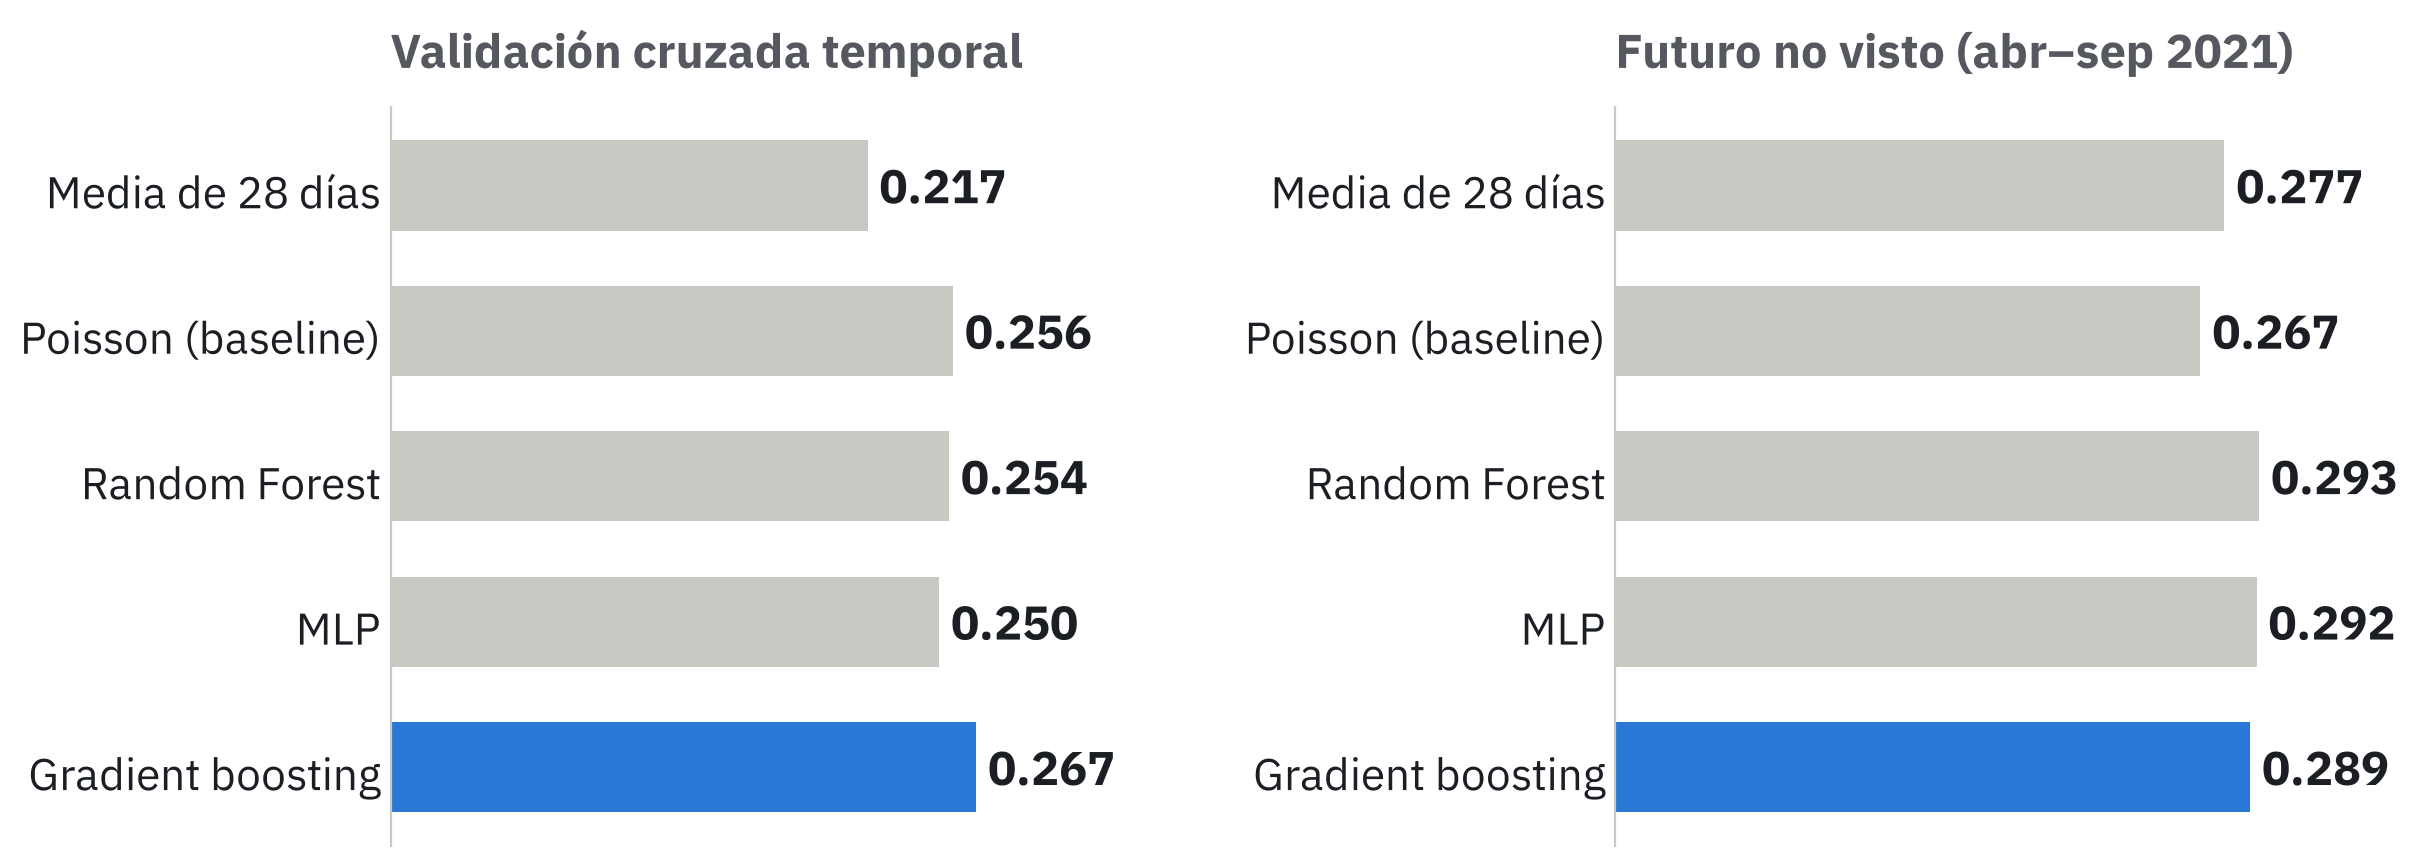 Validación cruzada temporal
Media de 28 días 0.217
Poisson (baseline) 0.256
Random Forest 0.254
MLP 0.250
Gradient boosting 0.267
Futuro no visto (abr–sep 2021)
Media de 28 días 0.277
Poisson (baseline) 0.267
Random Forest 0.293
MLP 0.292
Gradient boosting 0.289